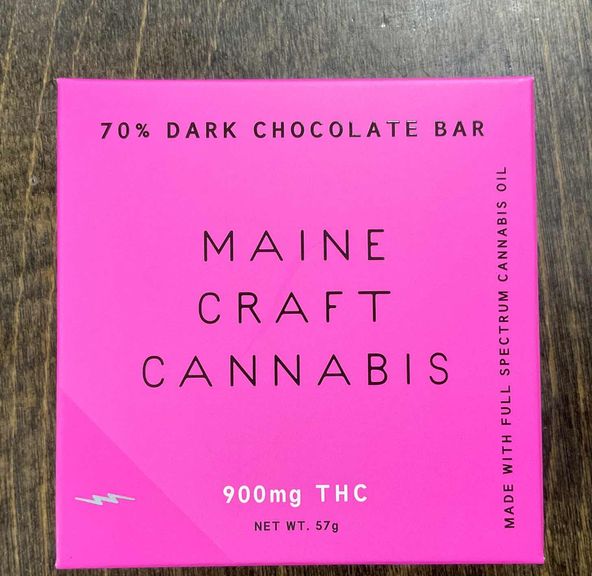 70% DARK CHOCOLATE BAR
MAINE
CRAFT
CANNABIS
900mg THC
NET WT. 57g
MADE WITH FULL SPECTRUM CANNABIS OIL